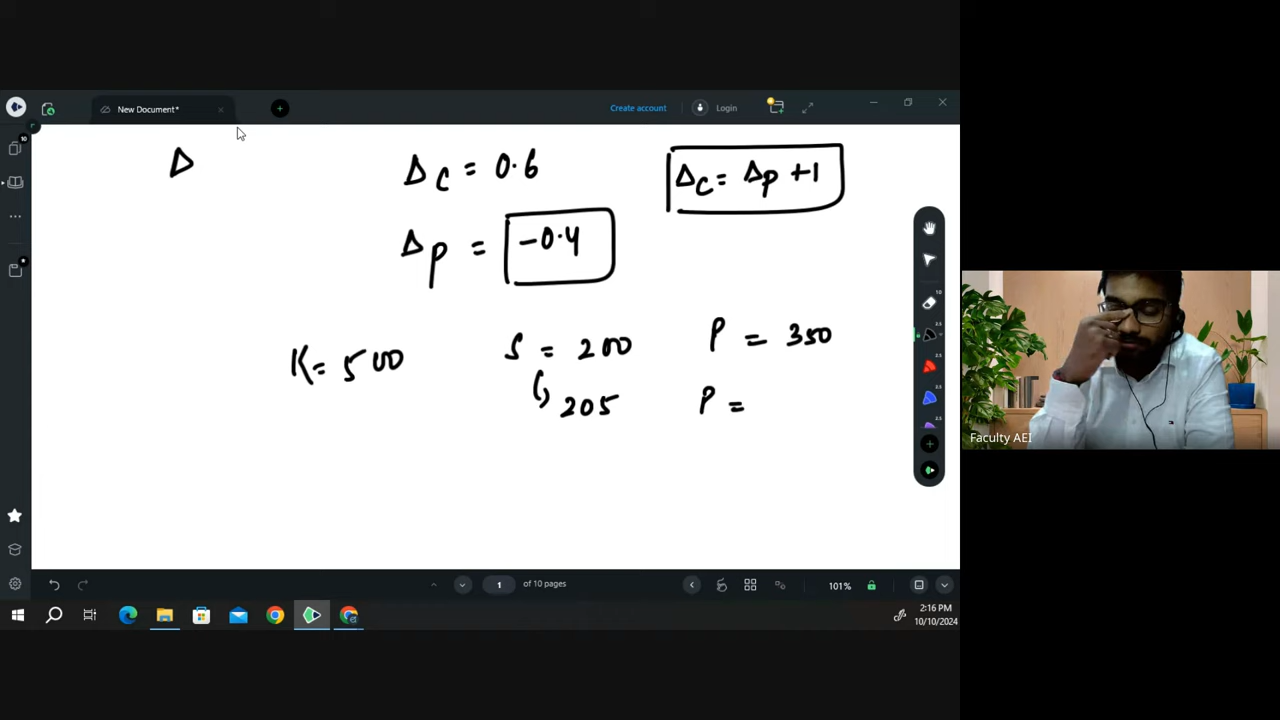 New Document*
Create account
Login
Δ
Δc = 0.6
Δc = Δp +1
Δp = -0.4
K = 500
S = 200
P = 350
205
P =
Faculty AEI
1
of 10 pages
101%
2:16 PM
10/10/2024